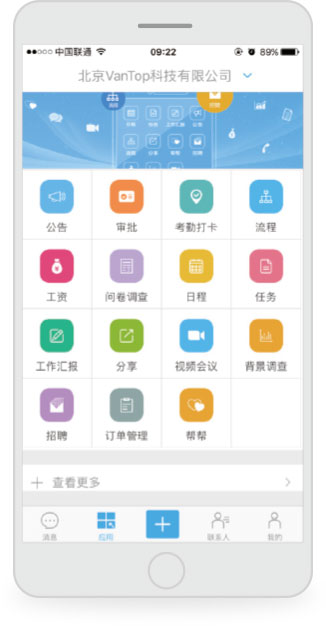 中国联通 09:22 89%
北京VanTop科技有限公司
公告 审批 考勤打卡 流程
工资 问卷调查 日程 任务
工作汇报 分享 视频会议 背景调查
招聘 订单管理 帮帮
查看更多
消息 应用 联系人 我的